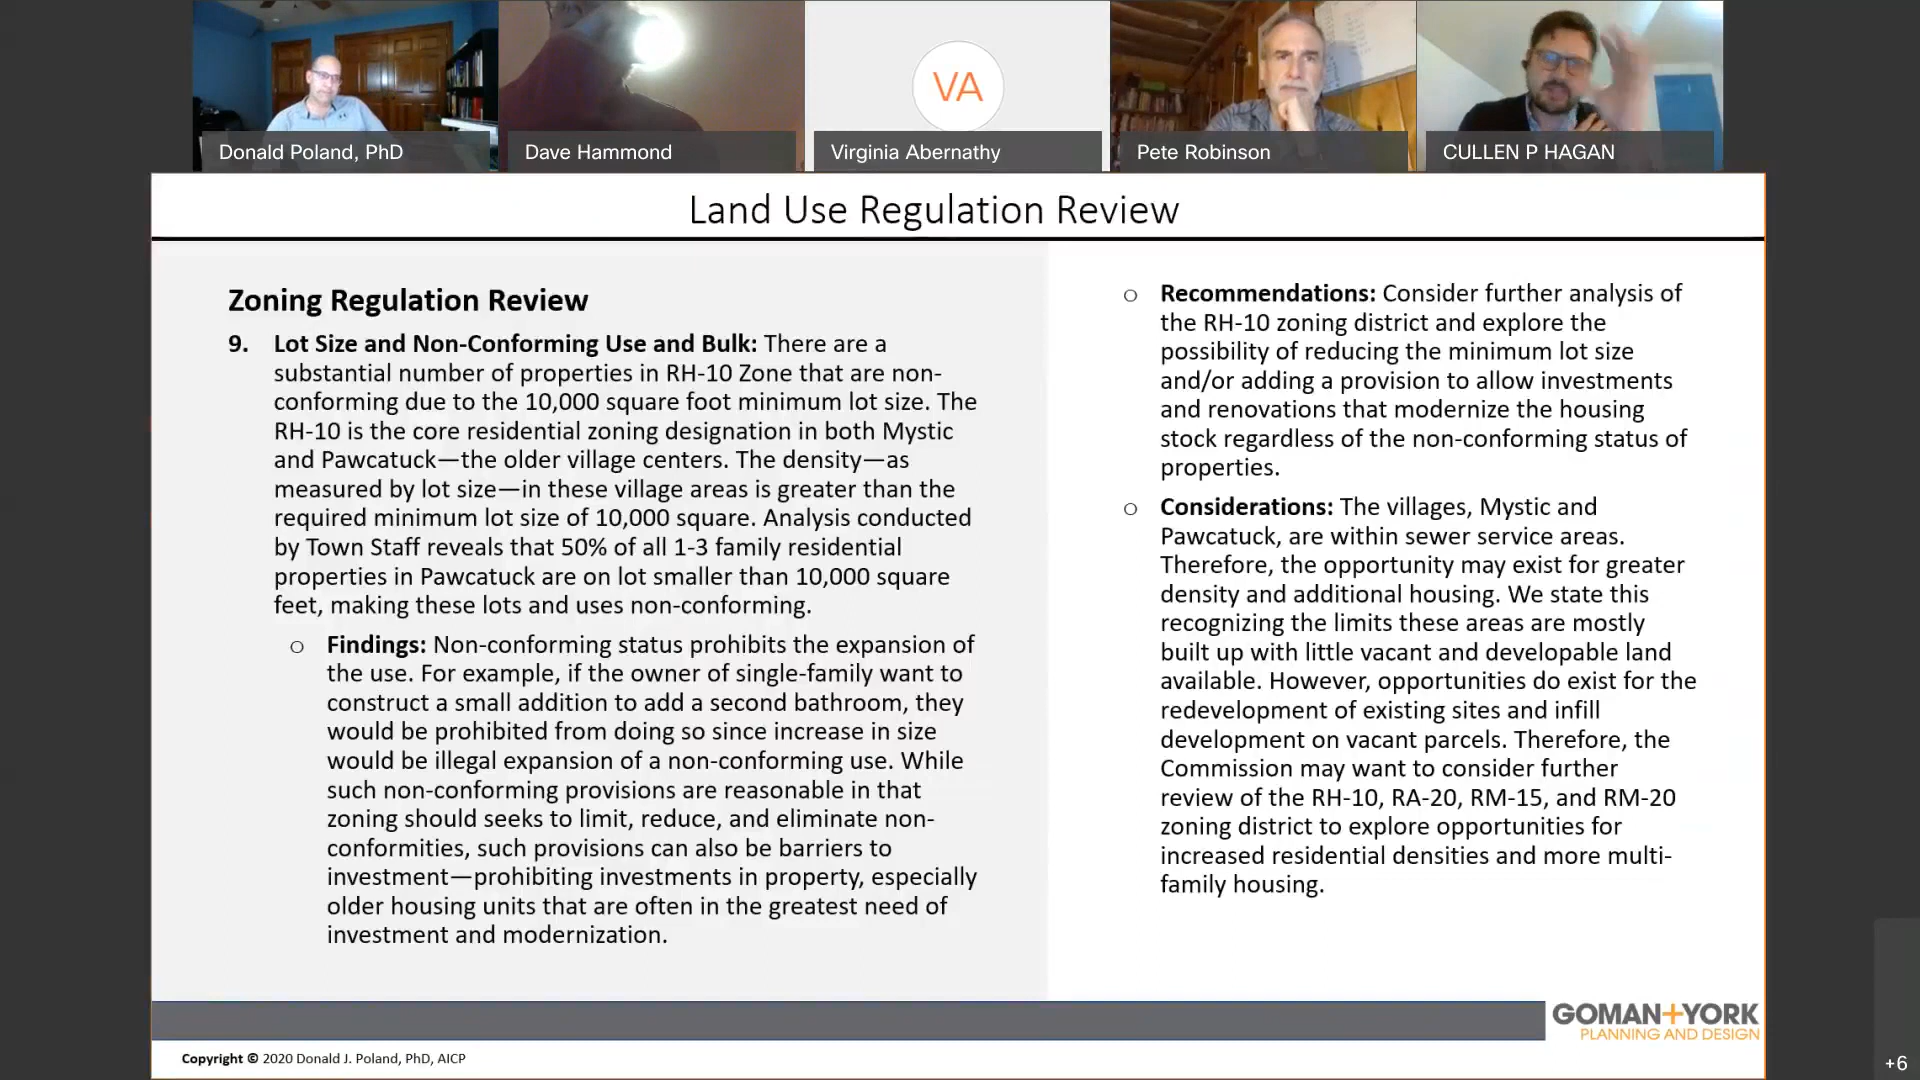 Donald Poland, PhD
Dave Hammond
VA
Virginia Abernathy
Pete Robinson
CULLEN P HAGAN
Land Use Regulation Review
Zoning Regulation Review
9. Lot Size and Non-Conforming Use and Bulk: There are a
substantial number of properties in RH-10 Zone that are non-
conforming due to the 10,000 square foot minimum lot size. The
RH-10 is the core residential zoning designation in both Mystic
and Pawcatuck—the older village centers. The density—as
measured by lot size—in these village areas is greater than the
required minimum lot size of 10,000 square. Analysis conducted
by Town Staff reveals that 50% of all 1-3 family residential
properties in Pawcatuck are on lot smaller than 10,000 square
feet, making these lots and uses non-conforming.
o Findings: Non-conforming status prohibits the expansion of
the use. For example, if the owner of single-family want to
construct a small addition to add a second bathroom, they
would be prohibited from doing so since increase in size
would be illegal expansion of a non-conforming use. While
such non-conforming provisions are reasonable in that
zoning should seeks to limit, reduce, and eliminate non-
conformities, such provisions can also be barriers to
investment—prohibiting investments in property, especially
older housing units that are often in the greatest need of
investment and modernization.
o Recommendations: Consider further analysis of
the RH-10 zoning district and explore the
possibility of reducing the minimum lot size
and/or adding a provision to allow investments
and renovations that modernize the housing
stock regardless of the non-conforming status of
properties.
o Considerations: The villages, Mystic and
Pawcatuck, are within sewer service areas.
Therefore, the opportunity may exist for greater
density and additional housing. We state this
recognizing the limits these areas are mostly
built up with little vacant and developable land
available. However, opportunities do exist for the
redevelopment of existing sites and infill
development on vacant parcels. Therefore, the
Commission may want to consider further
review of the RH-10, RA-20, RM-15, and RM-20
zoning district to explore opportunities for
increased residential densities and more multi-
family housing.
GOMAN+YORK
PLANNING AND DESIGN
Copyright © 2020 Donald J. Poland, PhD, AICP
+6